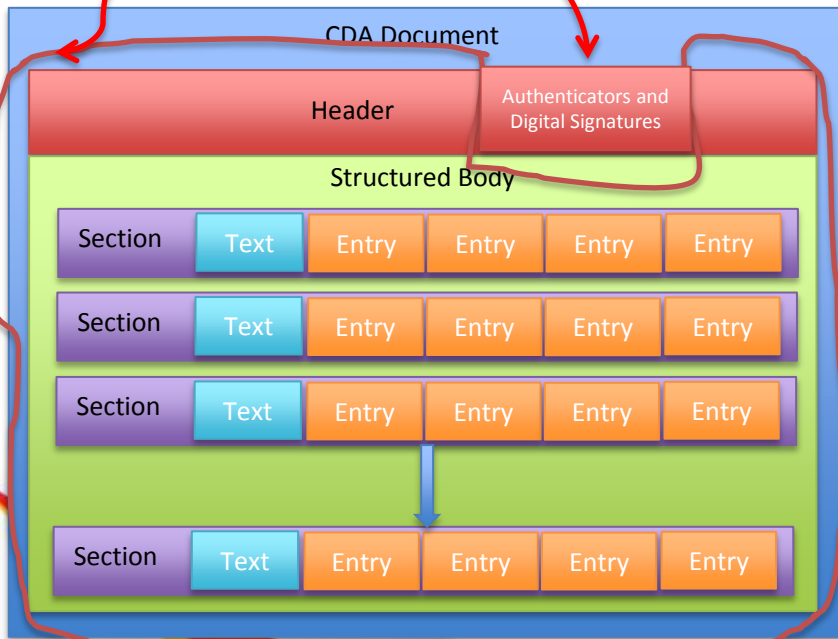 CDA Document
Header
Authenticators and
Digital Signatures
Structured Body
Section Text Entry Entry Entry Entry
Section Text Entry Entry Entry Entry
Section Text Entry Entry Entry Entry
Section Text Entry Entry Entry Entry